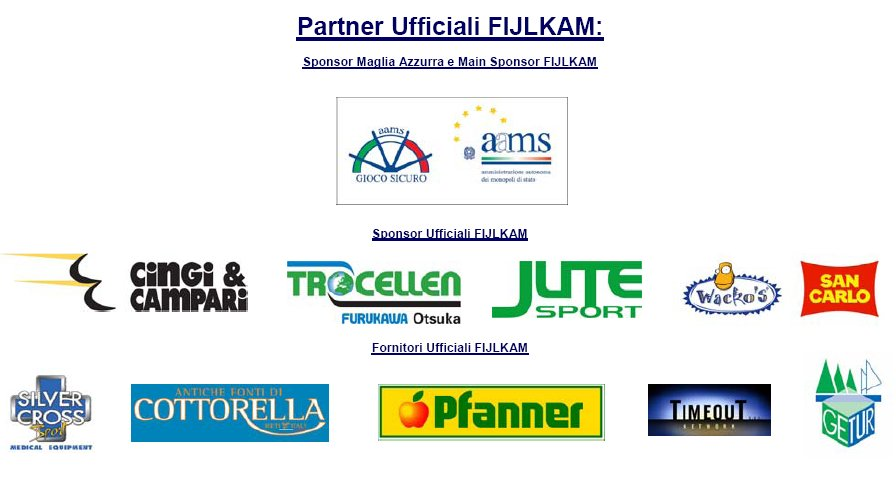 Partner Ufficiali FIJLKAM:
Sponsor Maglia Azzurra e Main Sponsor FIJLKAM
aams
GIOCO SICURO
aams
amministrazione autonoma
dei monopoli di stato
Sponsor Ufficiali FIJLKAM
CiNGi &
CAMPARi
TROCELLEN
FURUKAWA Otsuka
JUTE
SPORT
Wacko's
SAN
CARLO
Fornitori Ufficiali FIJLKAM
SILVER
CROSS
Sport
MEDICAL EQUIPMENT
ANTICHE FONTI DI
COTTORELLA
RIETI ITALY
Pfanner
TIMEOUT...
NETWORK
GETUR